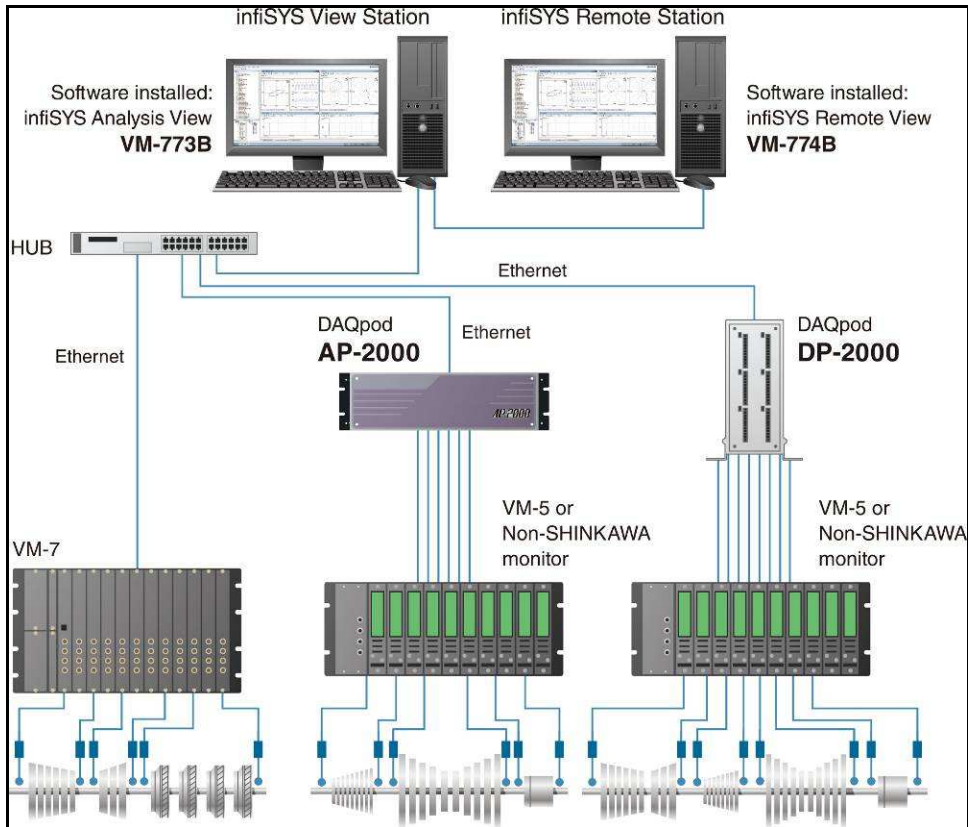 infiSYS View Station
infiSYS Remote Station
Software installed:
infiSYS Analysis View
VM-773B
Software installed:
infiSYS Remote View
VM-774B
HUB
Ethernet
DAQpod
AP-2000
Ethernet
DAQpod
DP-2000
Ethernet
AP-2000
VM-5 or
Non-SHINKAWA
monitor
VM-5 or
Non-SHINKAWA
monitor
VM-7